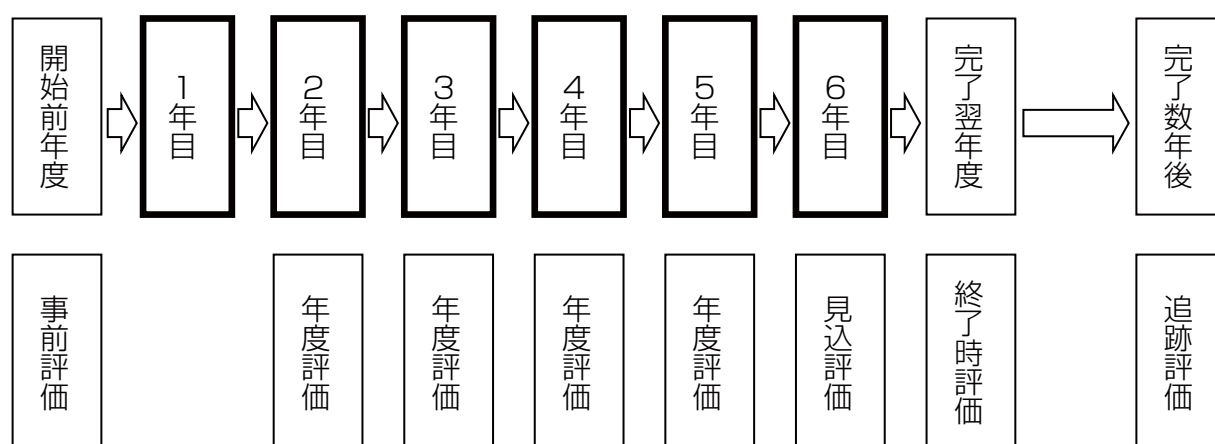 開始前年度
1年目
2年目
3年目
4年目
5年目
6年目
完了翌年度
完了数年後
事前評価
年度評価
年度評価
年度評価
年度評価
見込評価
終了時評価
追跡評価